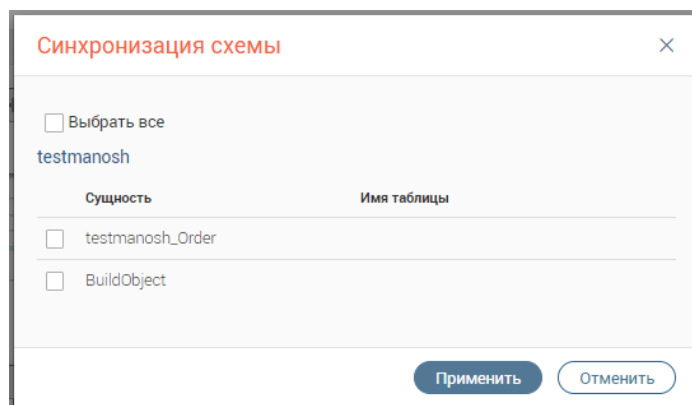 Синхронизация схемы
Выбрать все
testmanosh
Сущность Имя таблицы
testmanosh_Order
BuildObject
Применить Отменить